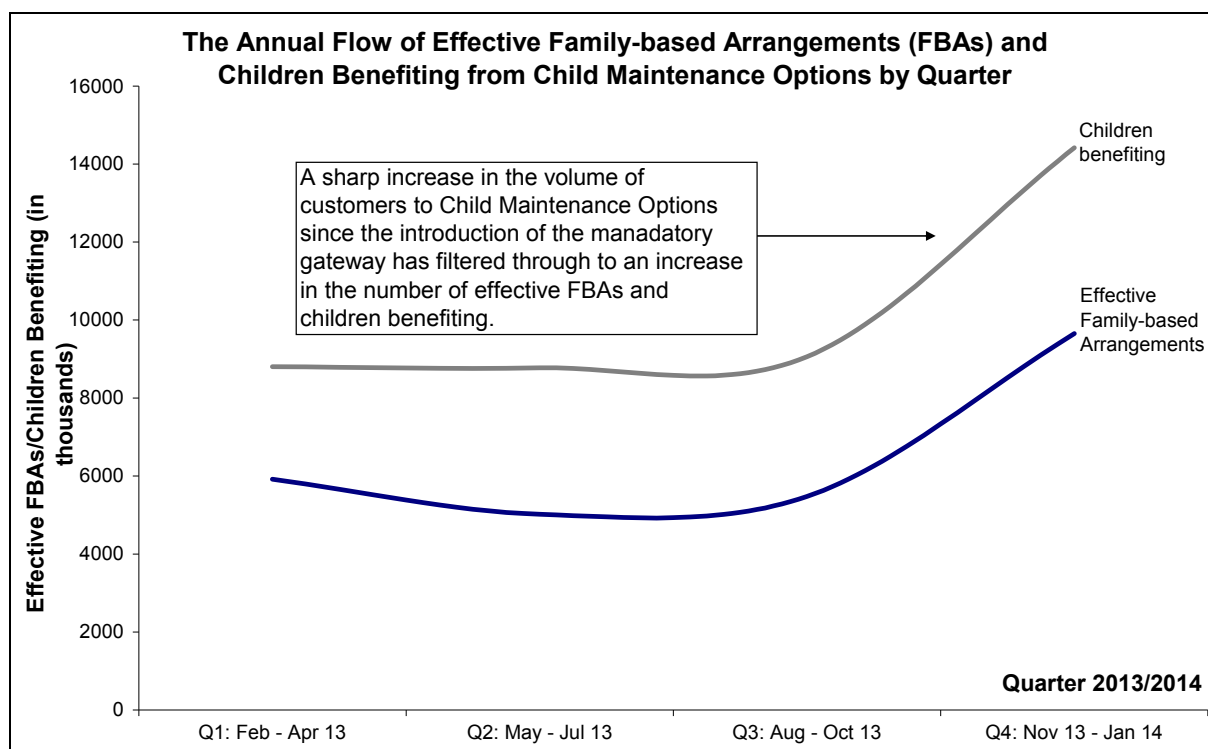 The Annual Flow of Effective Family-based Arrangements (FBAs) and
Children Benefiting from Child Maintenance Options by Quarter
Effective FBAs/Children Benefiting (in
thousands)
16000
14000
12000
10000
8000
6000
4000
2000
0
A sharp increase in the volume of
customers to Child Maintenance Options
since the introduction of the manadatory
gateway has filtered through to an increase
in the number of effective FBAs and
children benefiting.
Children
benefiting
Effective
Family-based
Arrangements
Quarter 2013/2014
Q1: Feb - Apr 13
Q2: May - Jul 13
Q3: Aug - Oct 13
Q4: Nov 13 - Jan 14